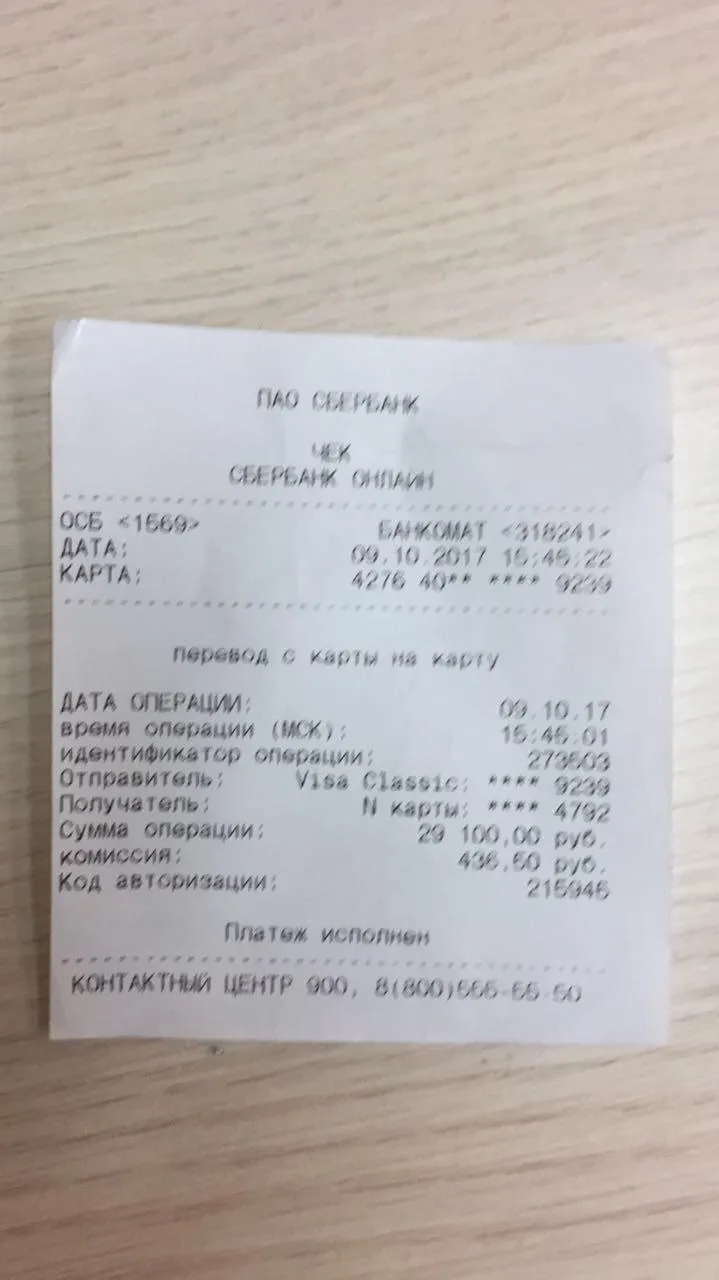 ПАО СБЕРБАНК
ЧЕК
СБЕРБАНК ОНЛАЙН
ОСБ <1569> БАНКОМАТ <318241>
ДАТА: 09.10.2017 15:45:22
КАРТА: 4276 40** **** 9239
перевод с карты на карту
ДАТА ОПЕРАЦИИ: 09.10.17
время операции (МСК): 15:45:01
идентификатор операции: 273503
Отправитель: Visa Classic: **** 9239
Получатель: N карты: **** 4792
Сумма операции: 29 100,00 руб.
комиссия: 436,50 руб.
Код авторизации: 215946
Платеж исполнен
КОНТАКТНЫЙ ЦЕНТР 900, 8(800)555-55-50